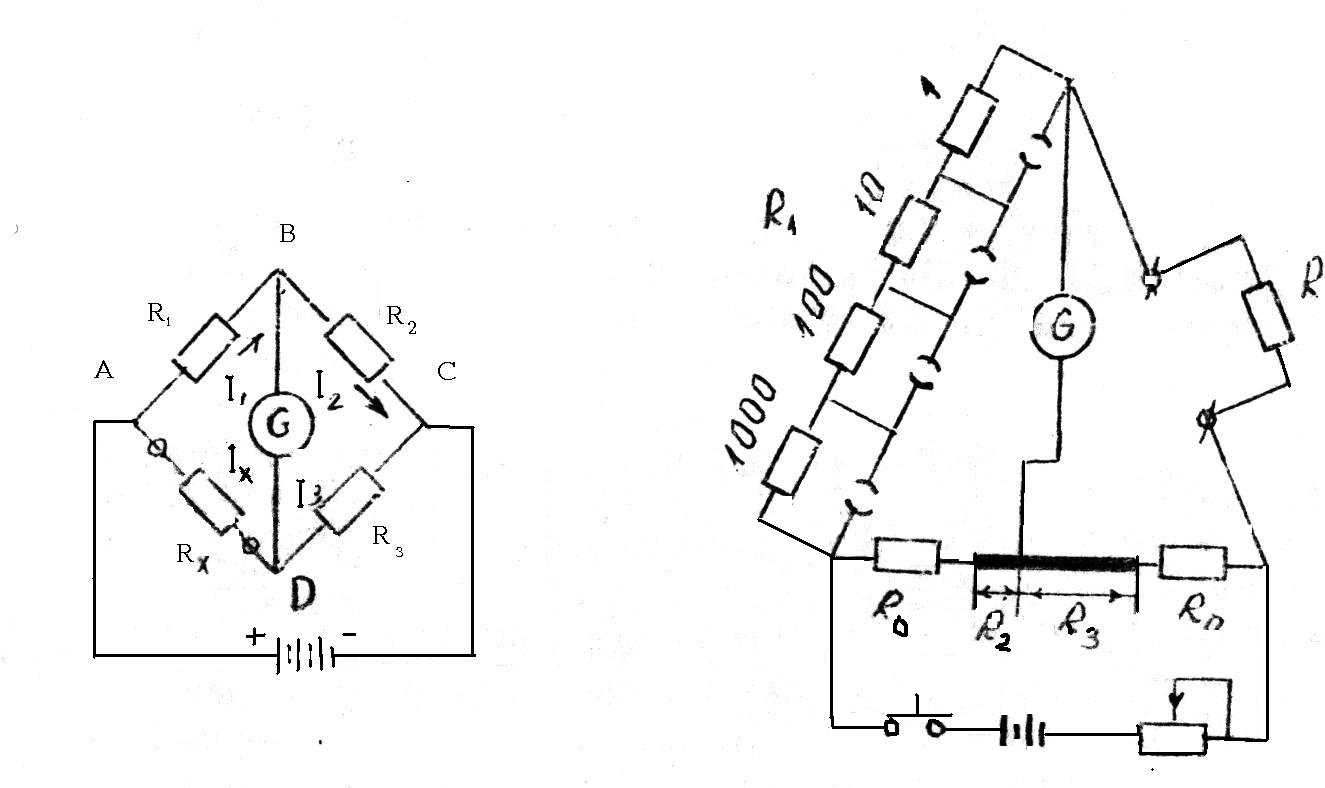 B
R₁
R₂
A
C
I₁
I₂
G
Iₓ
I₃
Rₓ
R₃
D
+ -
1
10
R₁
100
1000
G
R
R₀
R₂
R₃
Rₙ